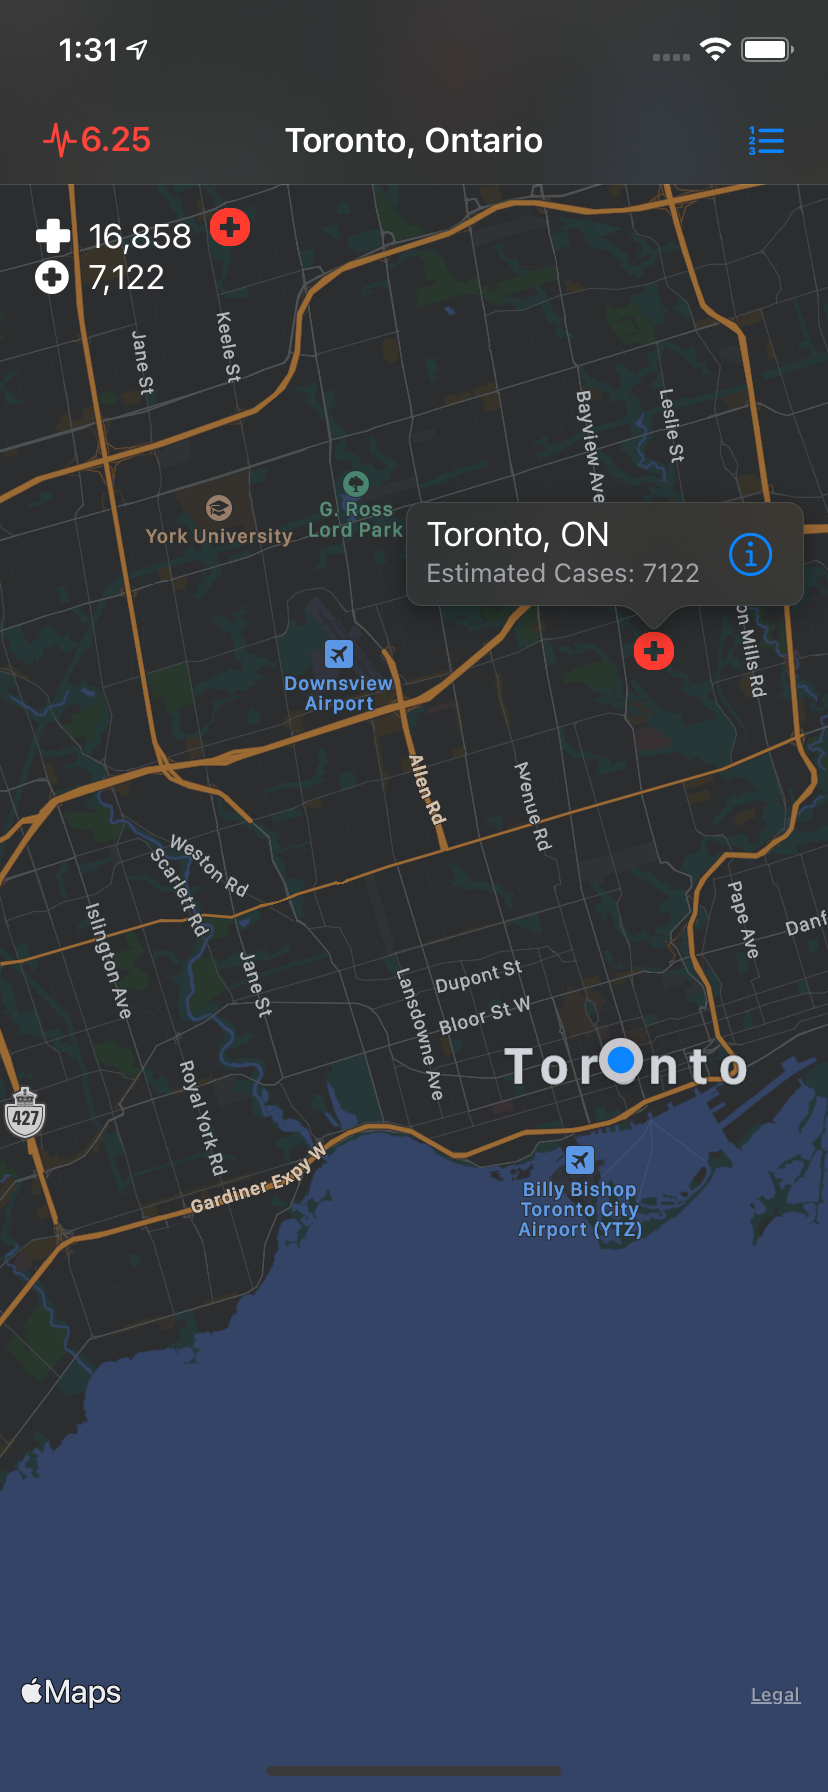 1:31
6.25
Toronto, Ontario
1
2
3
16,858
7,122
Jane St
Keele St
Bayview Ave
Leslie St
York University
G. Ross
Lord Park
Toronto, ON
Estimated Cases: 7122
on Mills Rd
Downsview
Airport
Allen Rd
Avenue Rd
Weston Rd
Scarlett Rd
Islington Ave
Jane St
Pape Ave
Danf
Lansdowne Ave
Dupont St
Bloor St W
Toronto
Royal York Rd
427
Gardiner Expy W
Billy Bishop
Toronto City
Airport (YTZ)
Maps
Legal